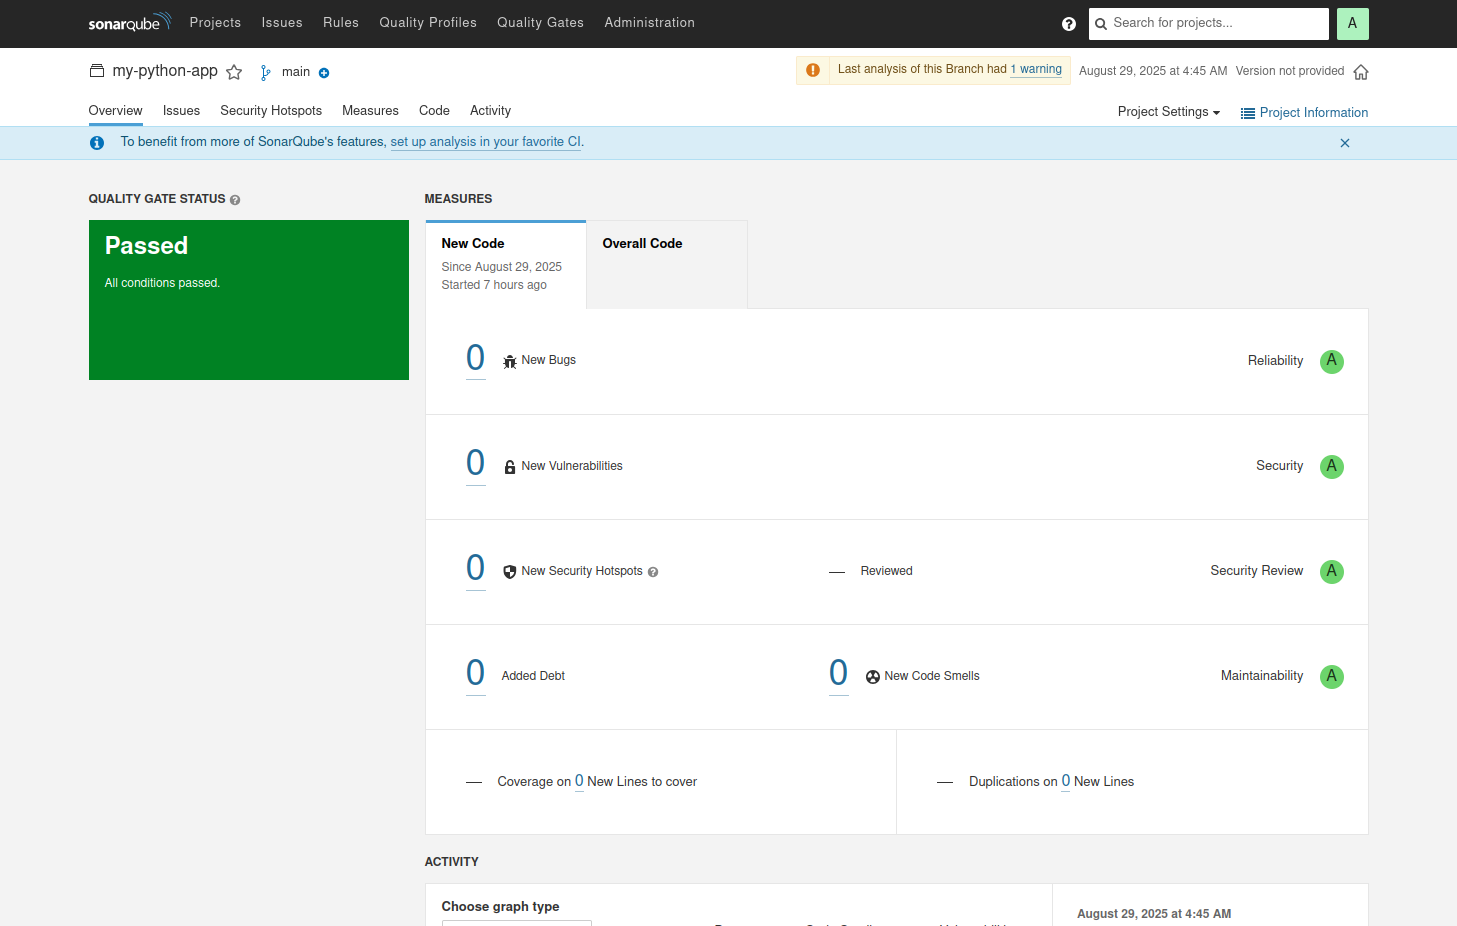 sonarqube Projects Issues Rules Quality Profiles Quality Gates Administration ? Search for projects... A
my-python-app main Last analysis of this Branch had 1 warning August 29, 2025 at 4:45 AM Version not provided
Overview Issues Security Hotspots Measures Code Activity Project Settings Project Information
To benefit from more of SonarQube's features, set up analysis in your favorite CI.
QUALITY GATE STATUS ?
Passed
All conditions passed.
MEASURES
New Code
Since August 29, 2025
Started 7 hours ago
Overall Code
0 New Bugs Reliability A
0 New Vulnerabilities Security A
0 New Security Hotspots ? — Reviewed Security Review A
0 Added Debt 0 New Code Smells Maintainability A
— Coverage on 0 New Lines to cover
— Duplications on 0 New Lines
ACTIVITY
Choose graph type
August 29, 2025 at 4:45 AM